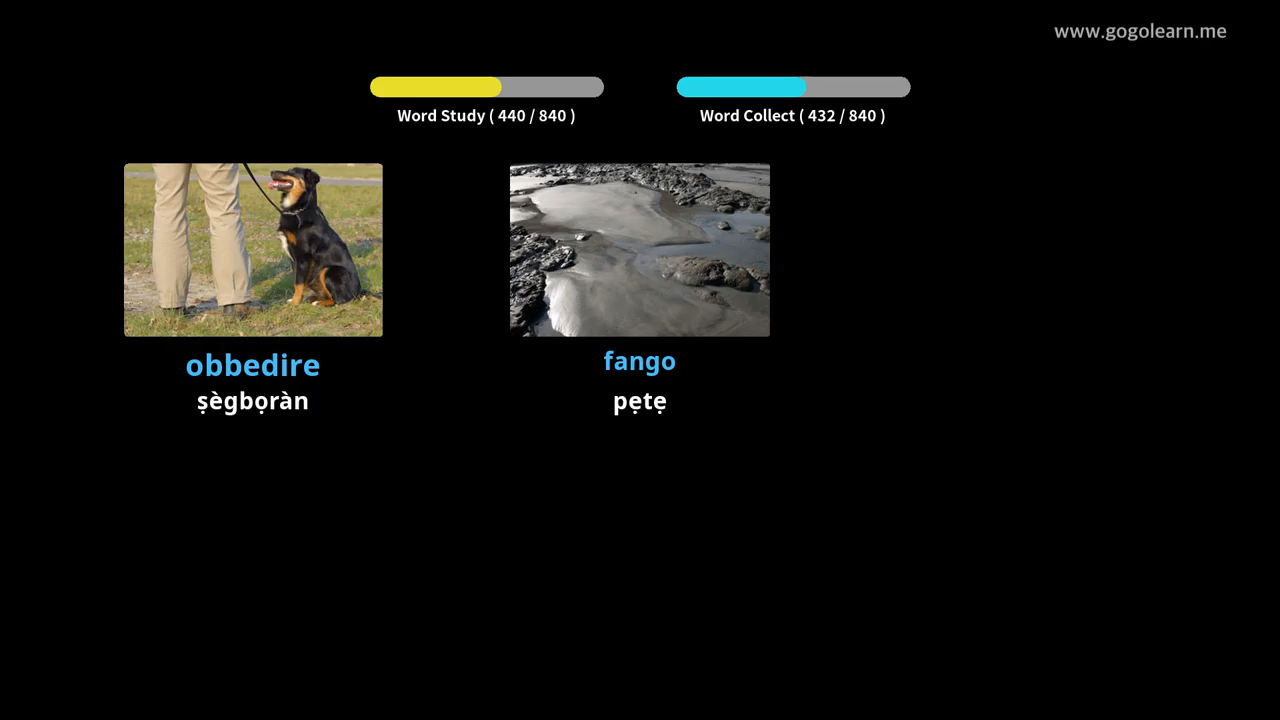 www.gogolearn.me
Word Study ( 440 / 840 )
Word Collect ( 432 / 840 )
obbedire
ṣègbọràn
fango
pẹtẹ